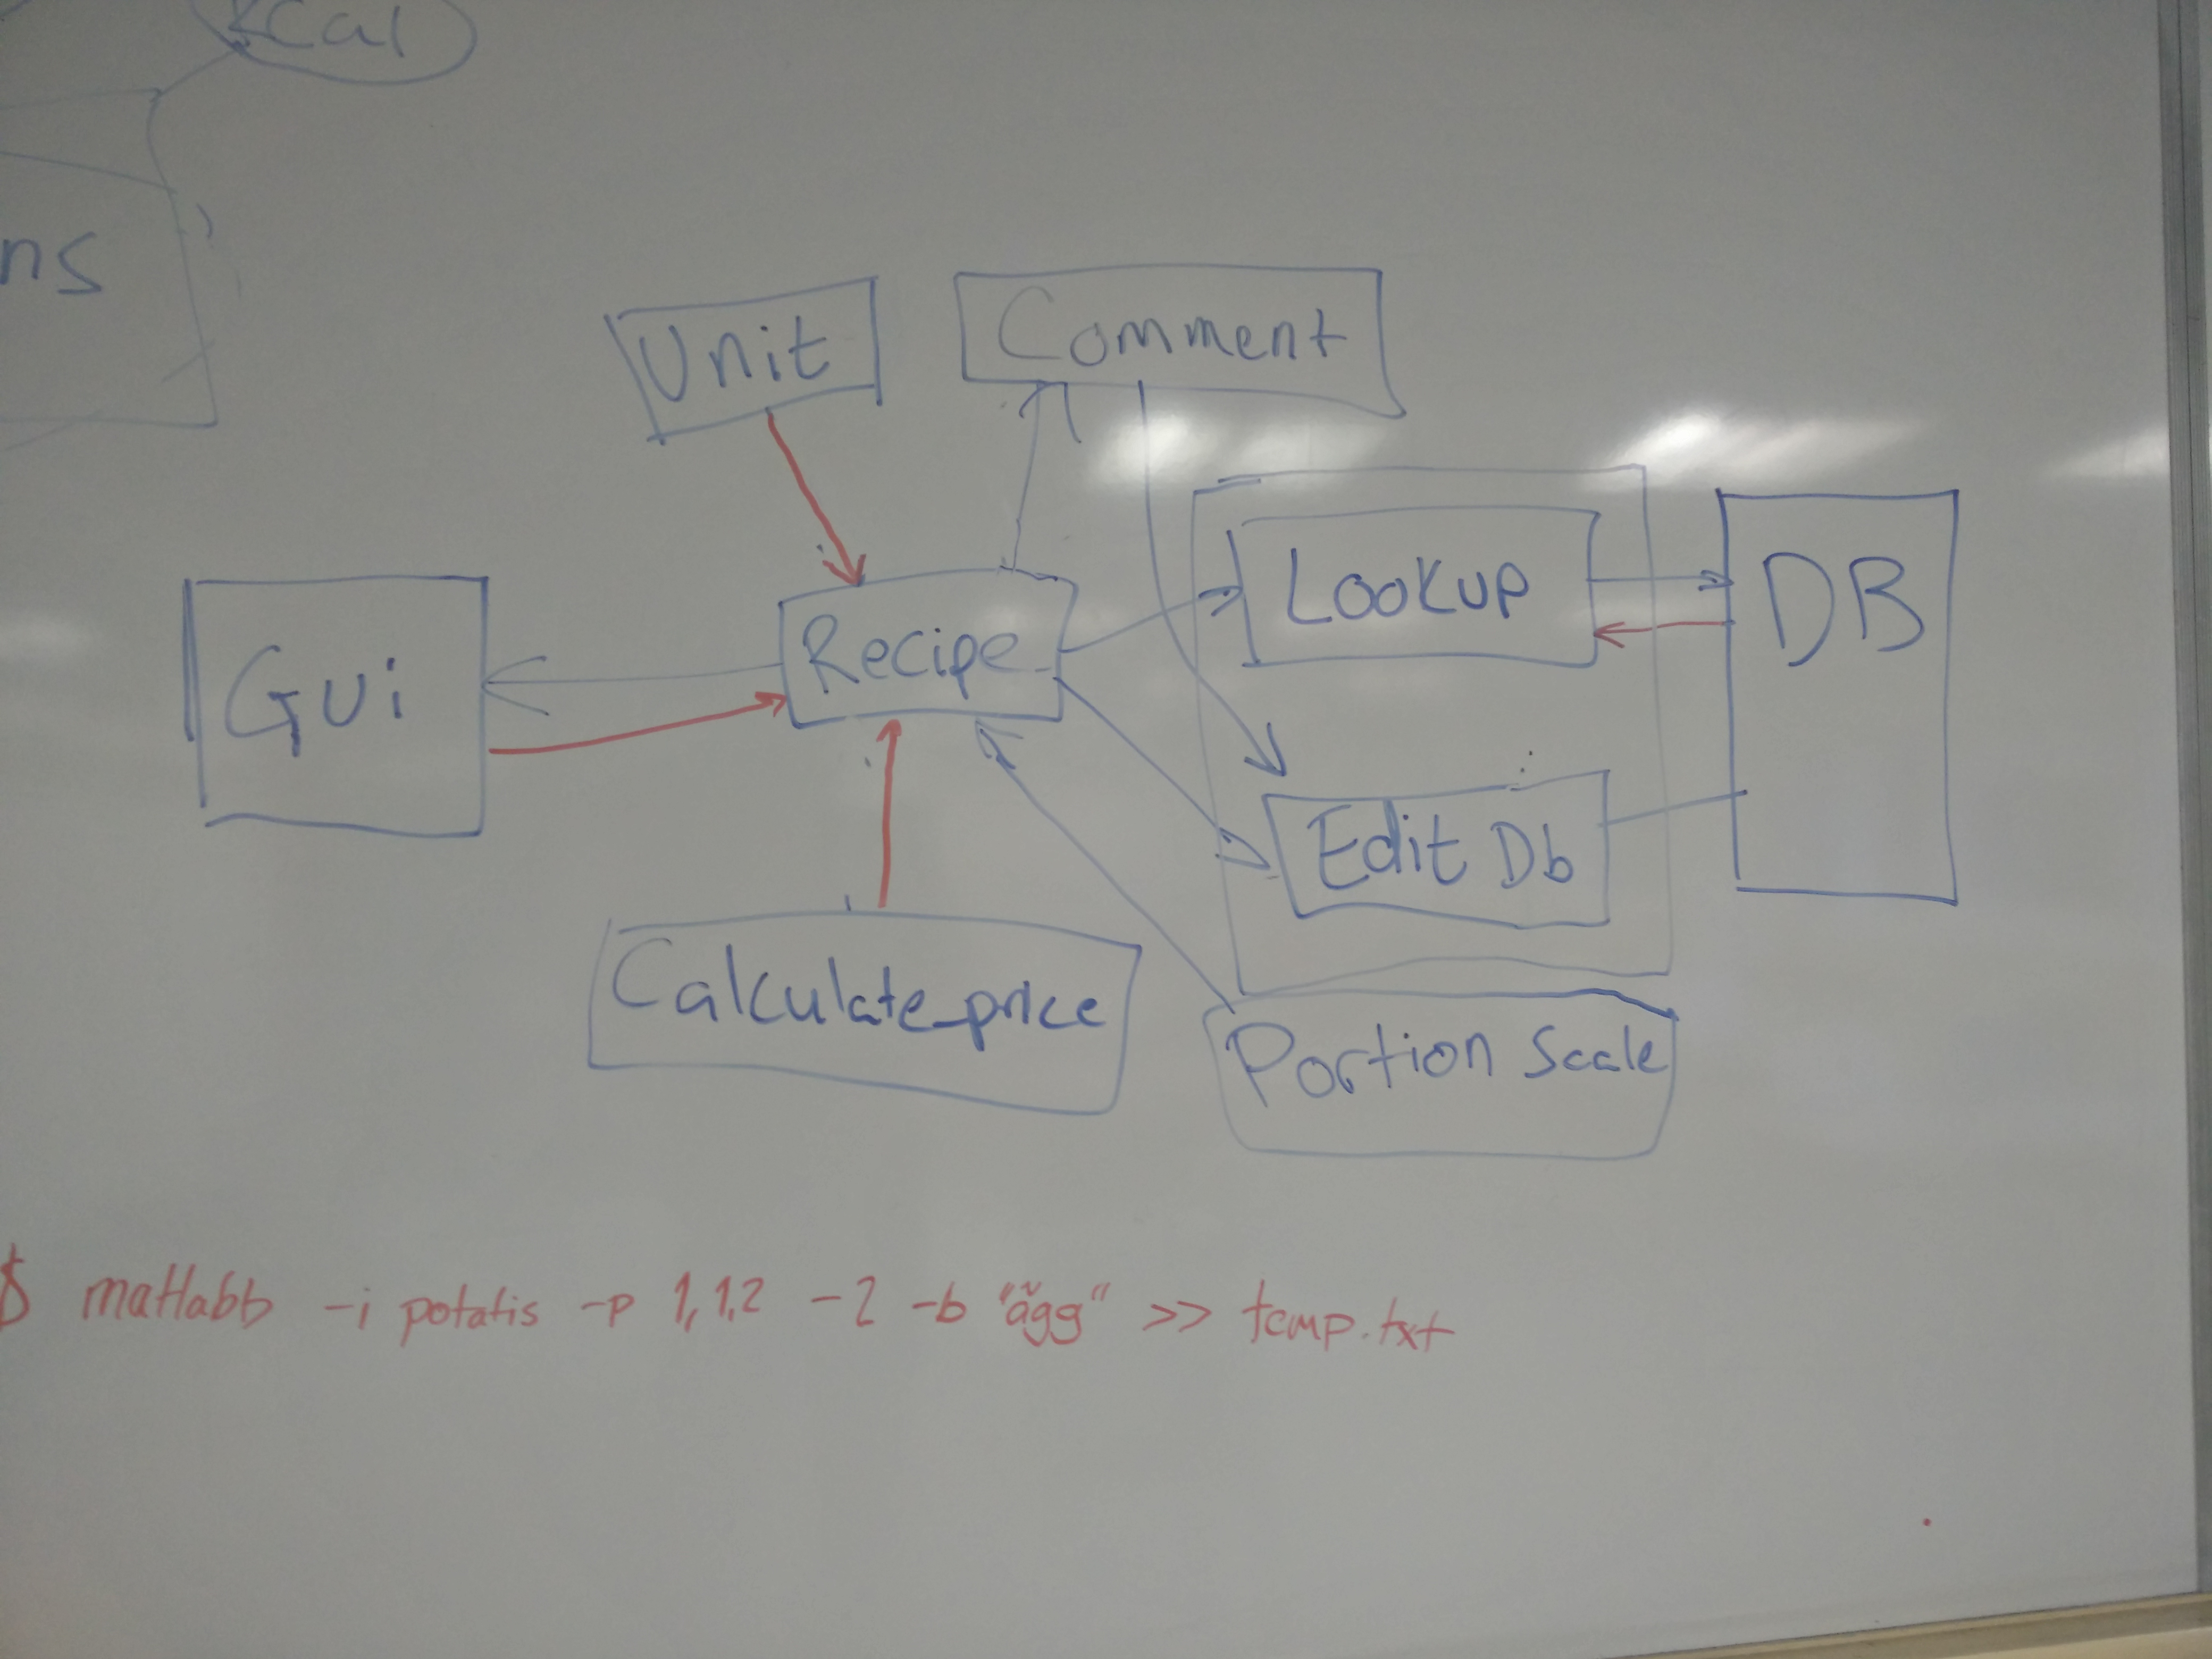 Kcal
ns
Unit
Comment
Lookup
DB
Gui
Recipe
Edit Db
Calculate_price
Portion Scale
$ matlabb -i potatis -p 1,1,2 -2 -b "ägg" >> temp.txt